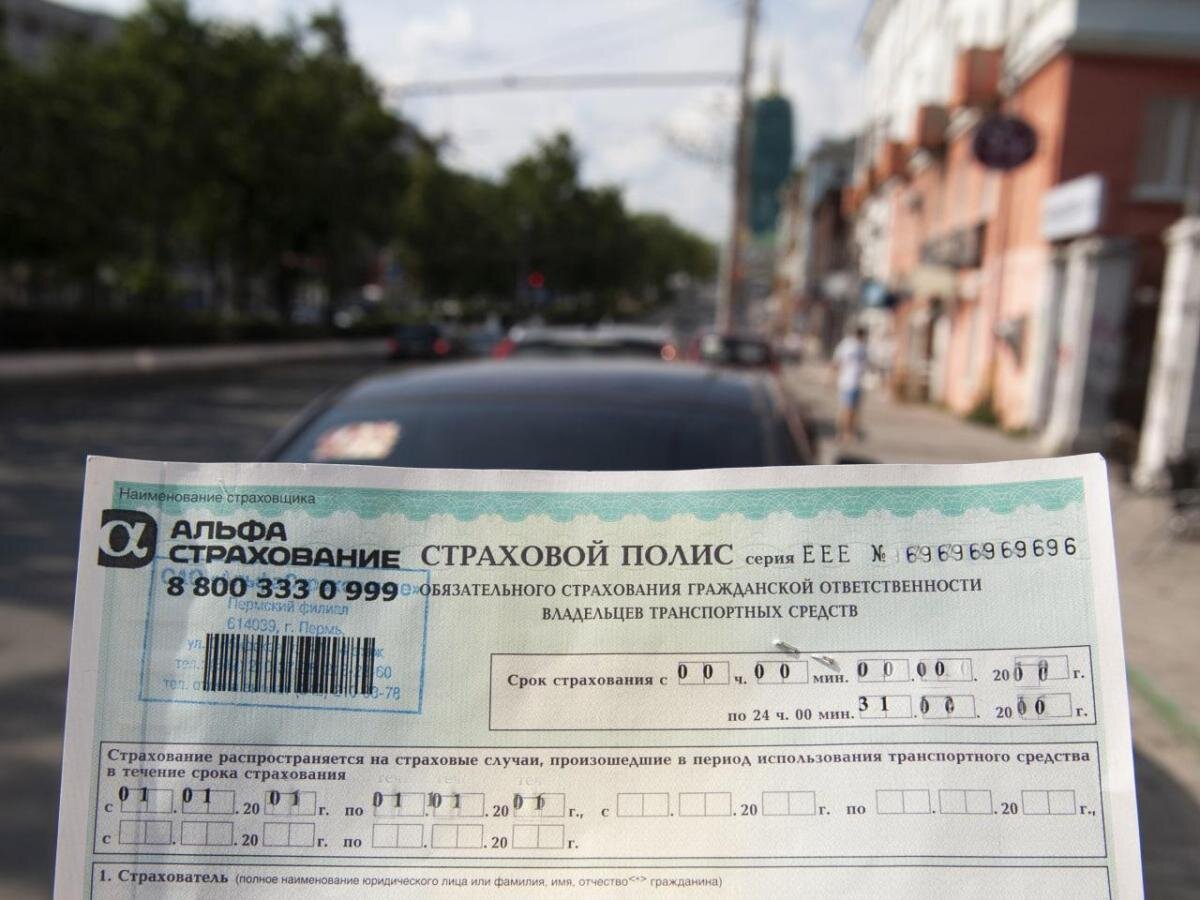 Наименование страховщика
АЛЬФА
СТРАХОВАНИЕ
8 800 333 0 999
Пермский филиал
614039, г. Пермь,
СТРАХОВОЙ ПОЛИС серия ЕЕЕ № 6969696969
ОБЯЗАТЕЛЬНОГО СТРАХОВАНИЯ ГРАЖДАНСКОЙ ОТВЕТСТВЕННОСТИ
ВЛАДЕЛЬЦЕВ ТРАНСПОРТНЫХ СРЕДСТВ
Срок страхования с 00 ч. 00 мин. 00.00. 20 г.
по 24 ч. 00 мин. 31.00. 2000 г.
Страхование распространяется на страховые случаи, произошедшие в период использования транспортного средства
в течение срока страхования
с 01.01.2001 г. по 01.01.2001 г., с . .20 г. по . .20 г.,
с . .20 г. по . .20 г.
1. Страхователь (полное наименование юридического лица или фамилия, имя, отчество<*> гражданина)